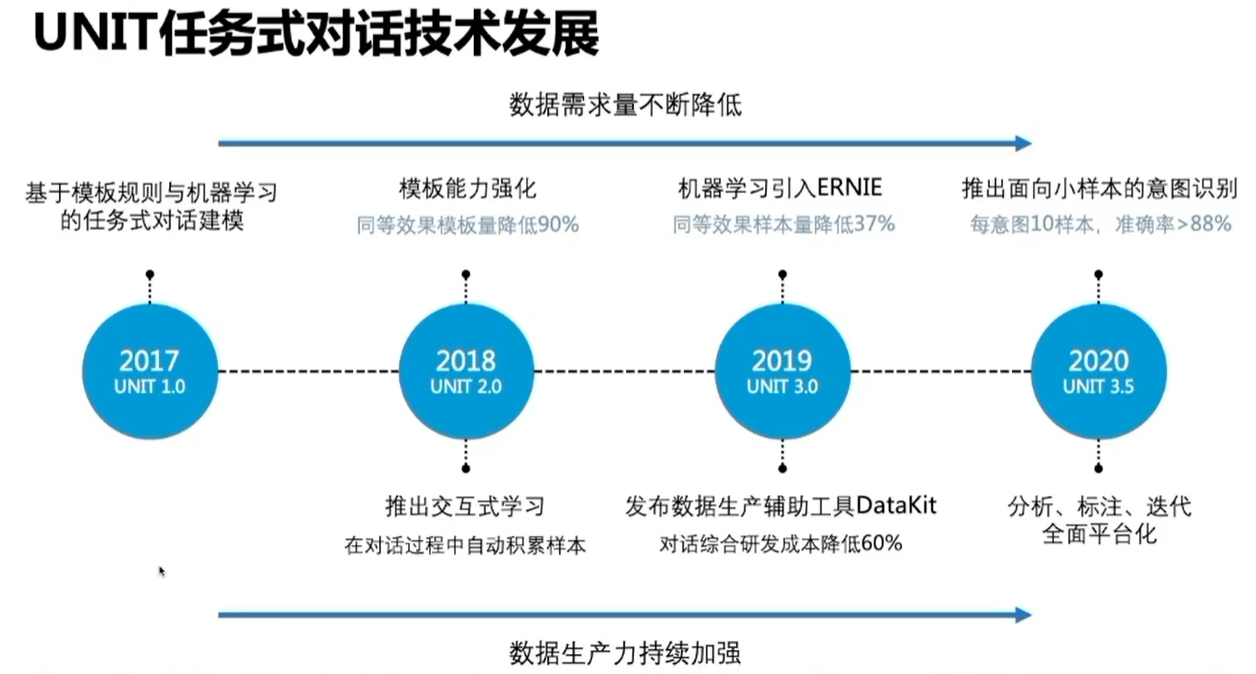 UNIT任务式对话技术发展
数据需求量不断降低
基于模板规则与机器学习
的任务式对话建模
模板能力强化
同等效果模板量降低90%
机器学习引入ERNIE
同等效果样本量降低37%
推出面向小样本的意图识别
每意图10样本，准确率>88%
2017
UNIT 1.0
2018
UNIT 2.0
2019
UNIT 3.0
2020
UNIT 3.5
推出交互式学习
在对话过程中自动积累样本
发布数据生产辅助工具DataKit
对话综合研发成本降低60%
分析、标注、迭代
全面平台化
数据生产力持续加强